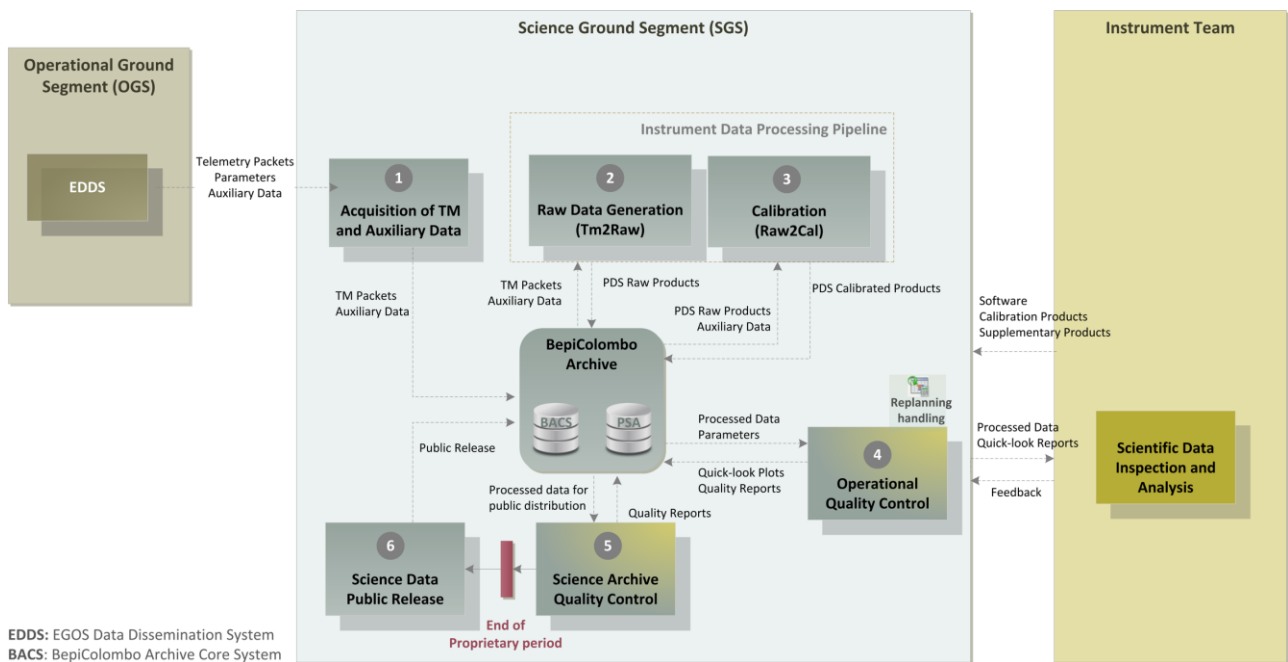 Science Ground Segment (SGS)
Instrument Team
Operational Ground
Segment (OGS)
EDDS
Telemetry Packets
Parameters
Auxiliary Data
Instrument Data Processing Pipeline
1
Acquisition of TM
and Auxiliary Data
2
Raw Data Generation
(Tm2Raw)
3
Calibration
(Raw2Cal)
TM Packets
Auxiliary Data
TM Packets
Auxiliary Data
PDS Raw Products
PDS Raw Products
Auxiliary Data
PDS Calibrated Products
Software
Calibration Products
Supplementary Products
BepiColombo
Archive
BACS
PSA
Replanning
handling
Processed Data
Parameters
Quick-look Plots
Quality Reports
4
Operational
Quality Control
Processed Data
Quick-look Reports
Feedback
Scientific Data
Inspection and
Analysis
Public Release
Processed data for
public distribution
Quality Reports
6
Science Data
Public Release
5
Science Archive
Quality Control
End of
Proprietary period
EDDS: EGOS Data Dissemination System
BACS: BepiColombo Archive Core System